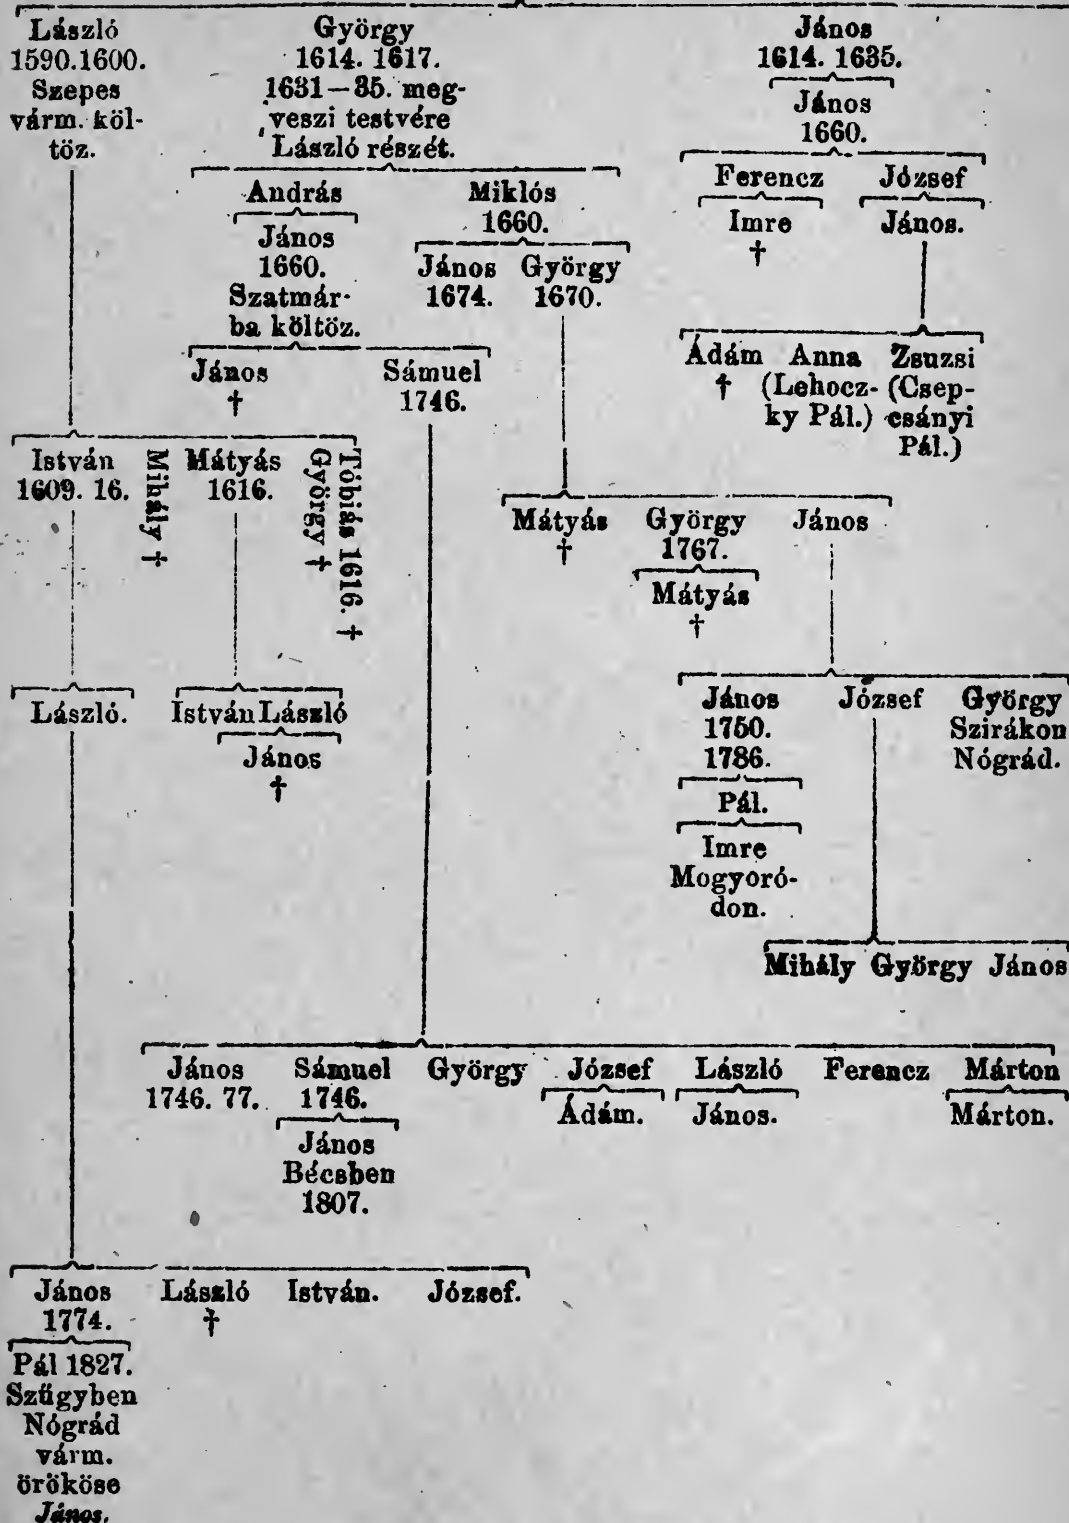 László György János
1590.1600. 1614. 1617. 1614. 1635.
Szepes 1631–35. meg- János
várm. köl- veszi testvére 1660.
töz. László részét.
Ferencz József
András Miklós Imre János.
János 1660. †
1660. János György
Szatmár- 1674. 1670.
ba költöz.
Ádám Anna Zsuzsi
János Sámuel † (Lehocz- (Csep-
† 1746. ky Pál.) csányi
Pál.)
István Mihály † Mátyás György † Tóbiás 1616. †
1609. 16. 1616.
Mátyás György János
† 1767.
Mátyás
†
László. István László János József György
János 1750. Szirákon
† 1786. Nógrád.
Pál.
Imre
Mogyoró-
don.
Mihály György János
János Sámuel György József László Ferencz Márton
1746. 77. 1746. Ádám. János. Márton.
János
Bécsben
1807.
János László István. József.
1774. †
Pál 1827.
Szügyben
Nógrád
várm.
örököse
János.